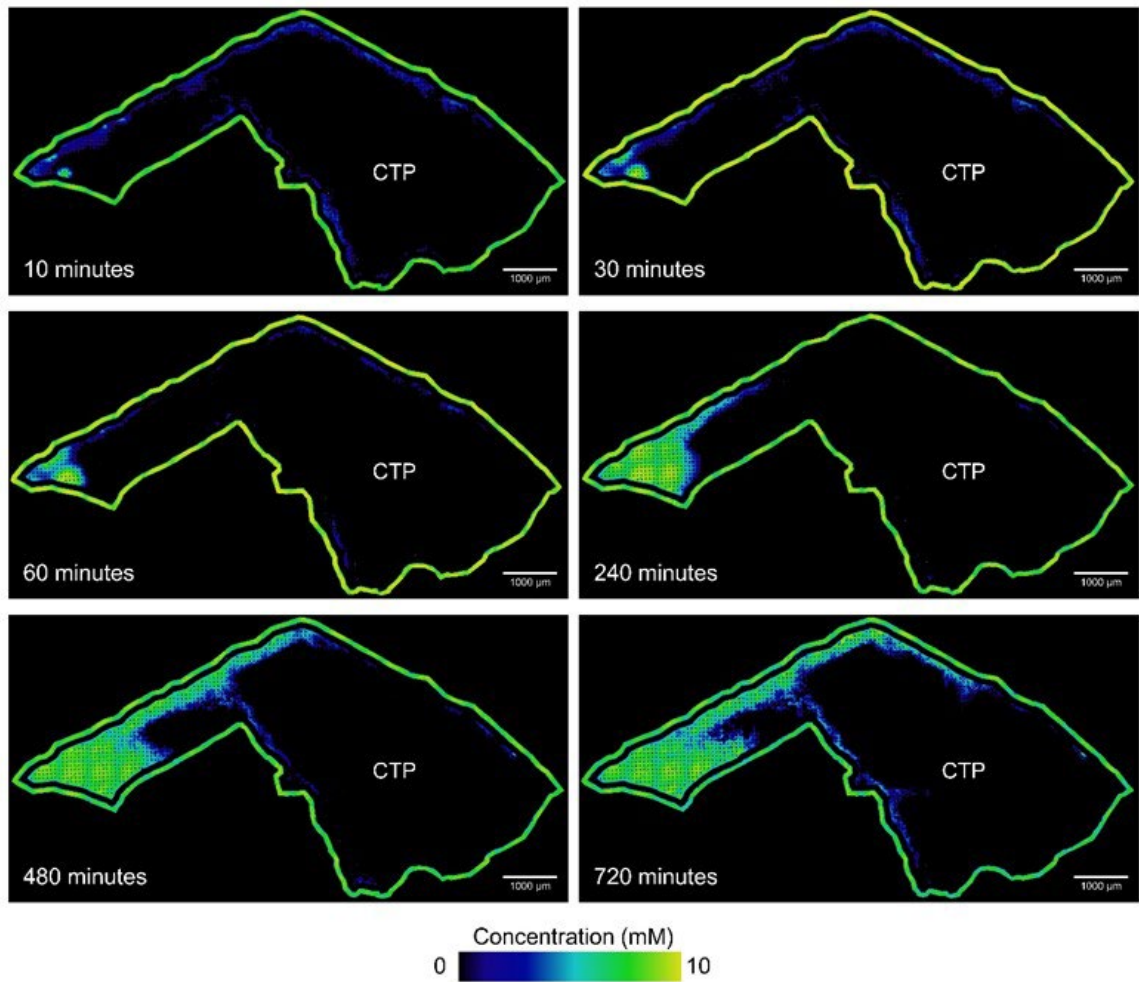 CTP
10 minutes
1000 μm
CTP
30 minutes
1000 μm
CTP
60 minutes
1000 μm
CTP
240 minutes
1000 μm
CTP
480 minutes
1000 μm
CTP
720 minutes
1000 μm
Concentration (mM)
0 10